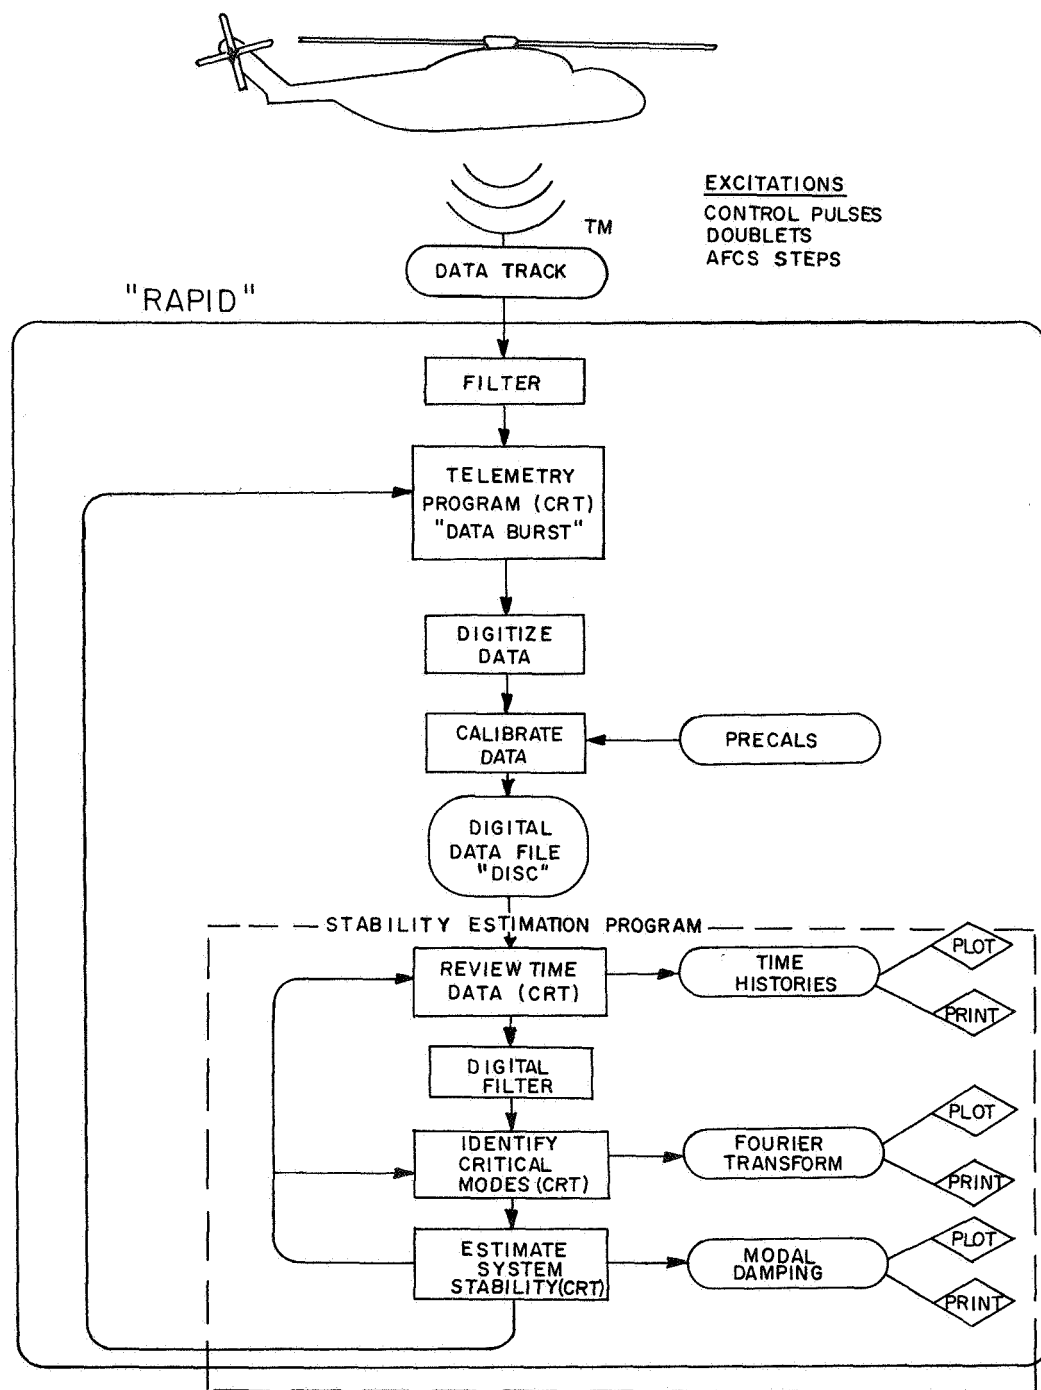 EXCITATIONS
CONTROL PULSES
DOUBLETS
AFCS STEPS
TM
DATA TRACK
"RAPID"
FILTER
TELEMETRY
PROGRAM (CRT)
"DATA BURST"
DIGITIZE
DATA
CALIBRATE
DATA
PRECALS
DIGITAL
DATA FILE
"DISC"
STABILITY ESTIMATION PROGRAM
REVIEW TIME
DATA (CRT)
TIME
HISTORIES
PLOT
PRINT
DIGITAL
FILTER
IDENTIFY
CRITICAL
MODES (CRT)
FOURIER
TRANSFORM
PLOT
PRINT
ESTIMATE
SYSTEM
STABILITY (CRT)
MODAL
DAMPING
PLOT
PRINT